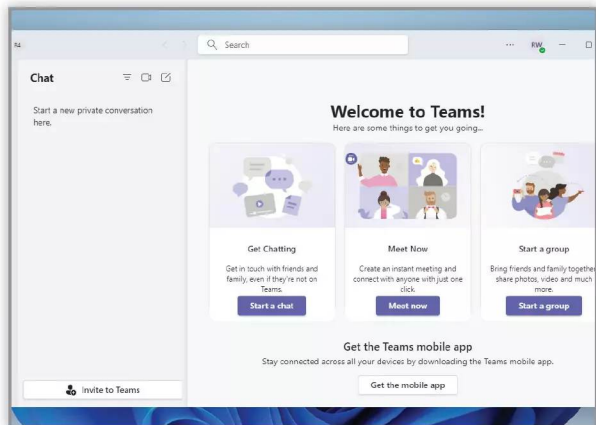 Search
RW
Chat
Start a new private conversation
here.
Welcome to Teams!
Here are some things to get you going...
Get Chatting
Get in touch with friends and
family, even if they're not on
Teams.
Start a chat
Meet Now
Create an instant meeting and
connect with anyone with just one
click.
Meet now
Start a group
Bring friends and family together
share photos, video and much
more.
Start a group
Get the Teams mobile app
Stay connected across all your devices by downloading the Teams mobile app.
Get the mobile app
Invite to Teams